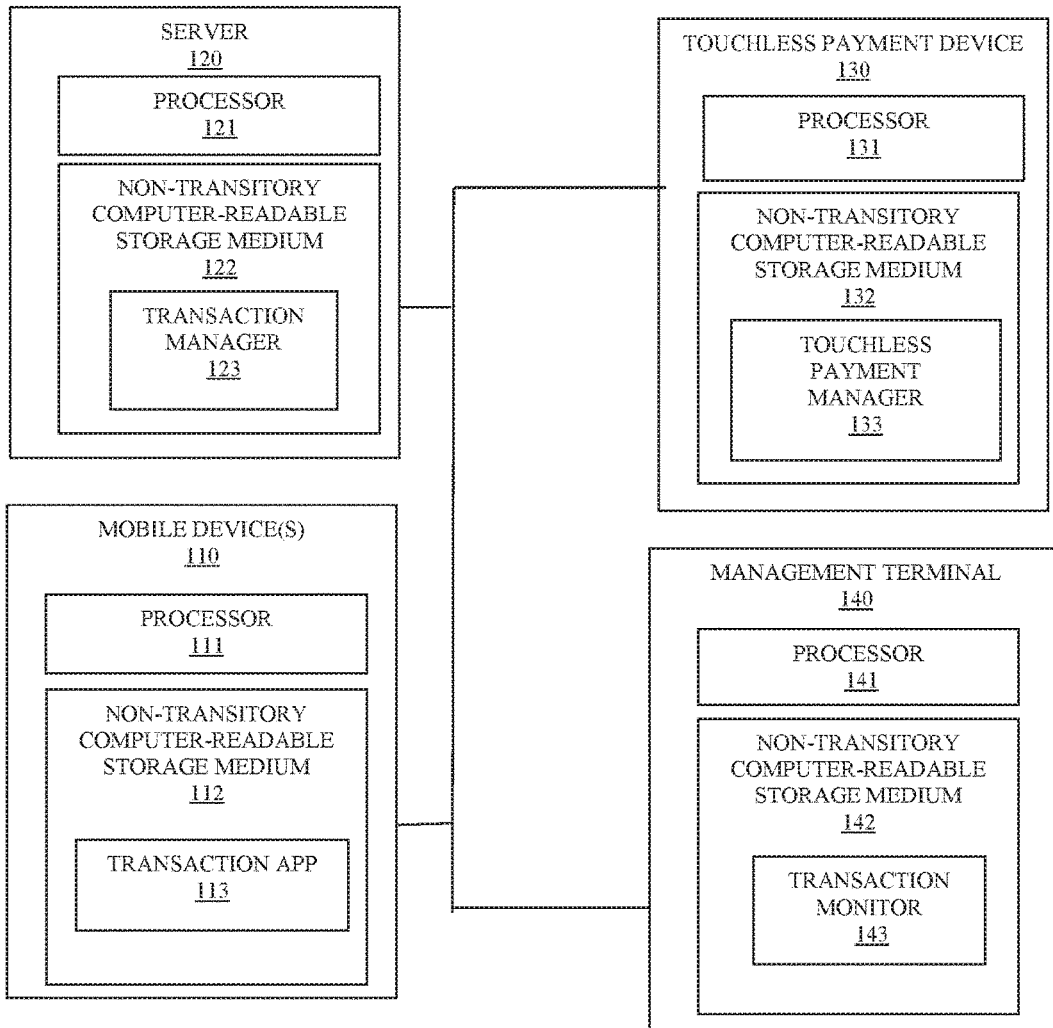 SERVER
120
PROCESSOR
121
NON-TRANSITORY
COMPUTER-READABLE
STORAGE MEDIUM
122
TRANSACTION
MANAGER
123
TOUCHLESS PAYMENT DEVICE
130
PROCESSOR
131
NON-TRANSITORY
COMPUTER-READABLE
STORAGE MEDIUM
132
TOUCHLESS
PAYMENT
MANAGER
133
MOBILE DEVICE(S)
110
PROCESSOR
111
NON-TRANSITORY
COMPUTER-READABLE
STORAGE MEDIUM
112
TRANSACTION APP
113
MANAGEMENT TERMINAL
140
PROCESSOR
141
NON-TRANSITORY
COMPUTER-READABLE
STORAGE MEDIUM
142
TRANSACTION
MONITOR
143